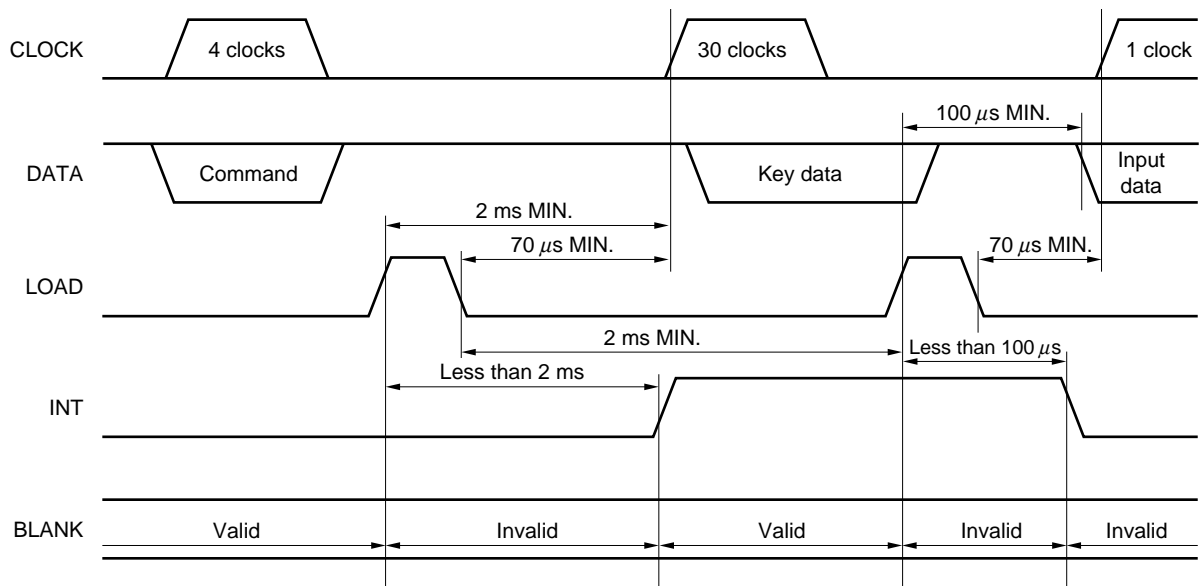 CLOCK
4 clocks
30 clocks
1 clock
100 µs MIN.
DATA
Command
Key data
Input
data
2 ms MIN.
70 µs MIN.
70 µs MIN.
LOAD
2 ms MIN.
Less than 100 µs
Less than 2 ms
INT
BLANK
Valid
Invalid
Valid
Invalid
Invalid